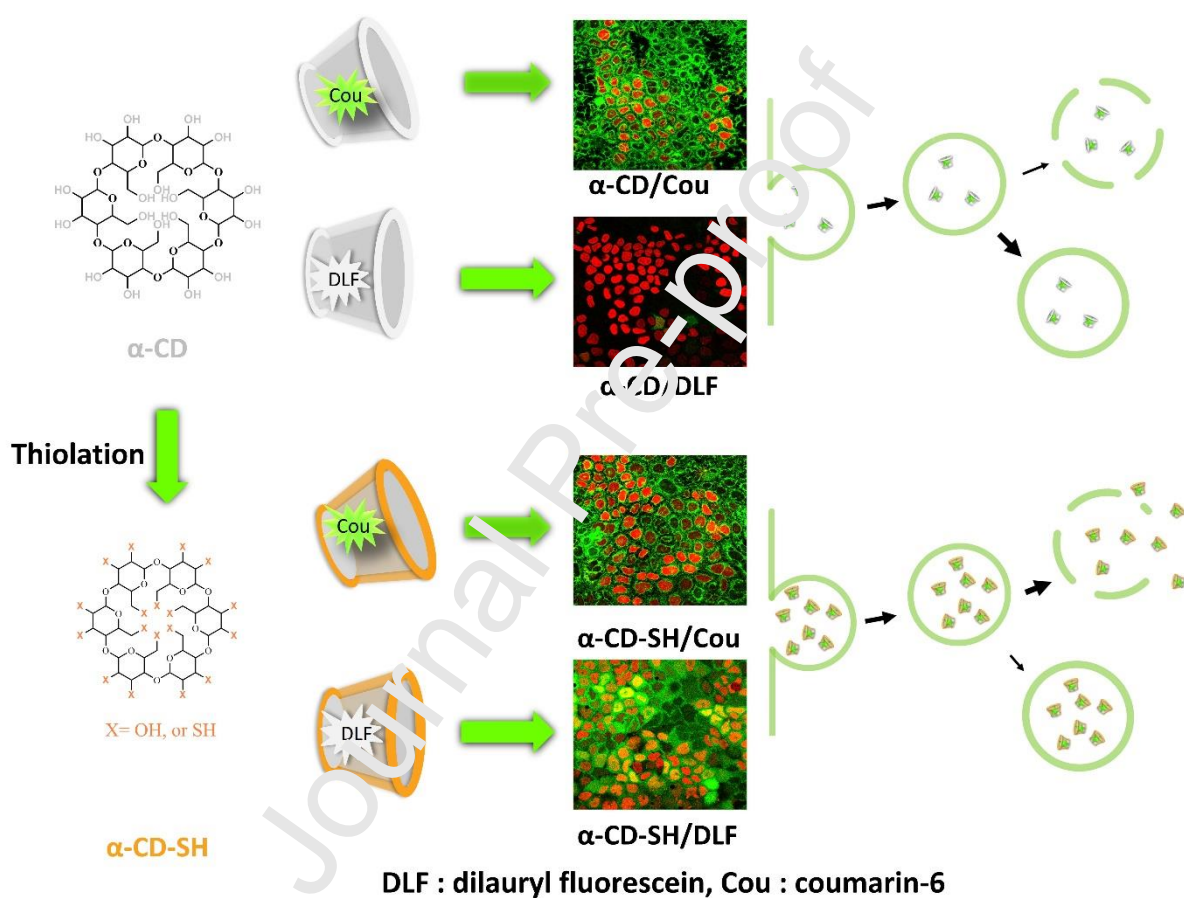 Cou
α-CD/Cou
DLF
α-CD/DLF
α-CD
Thiolation
Cou
α-CD-SH/Cou
X= OH, or SH
DLF
α-CD-SH/DLF
α-CD-SH
DLF : dilauryl fluorescein, Cou : coumarin-6
Journal Pre-proof